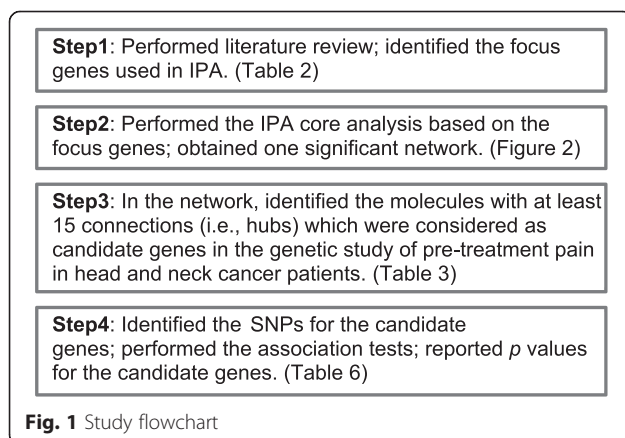 Step1: Performed literature review; identified the focus
genes used in IPA. (Table 2)
Step2: Performed the IPA core analysis based on the
focus genes; obtained one significant network. (Figure 2)
Step3: In the network, identified the molecules with at least
15 connections (i.e., hubs) which were considered as
candidate genes in the genetic study of pre-treatment pain
in head and neck cancer patients. (Table 3)
Step4: Identified the SNPs for the candidate
genes; performed the association tests; reported p values
for the candidate genes. (Table 6)
Fig. 1 Study flowchart